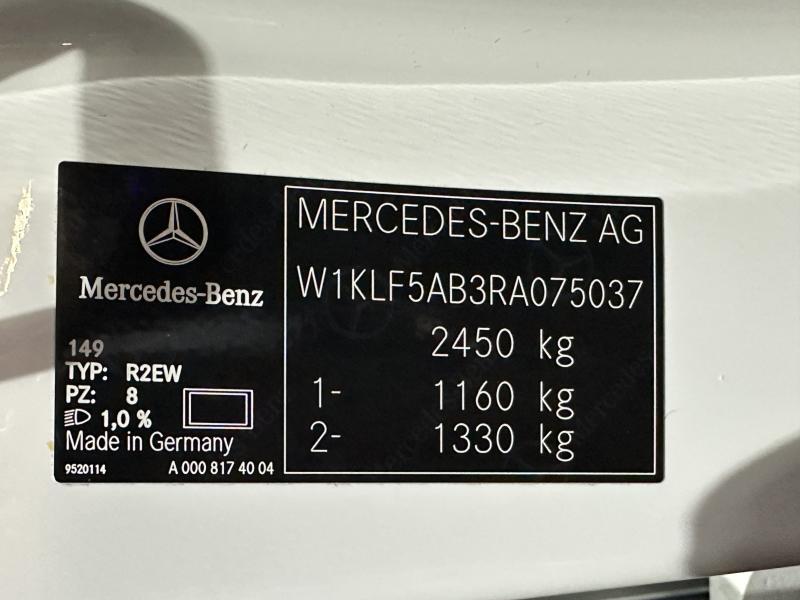 Mercedes-Benz
149
TYP: R2EW
PZ: 8
1,0 %
Made in Germany
9520114 A 000 817 40 04
MERCEDES-BENZ AG
W1KLF5AB3RA075037
2450 kg
1- 1160 kg
2- 1330 kg